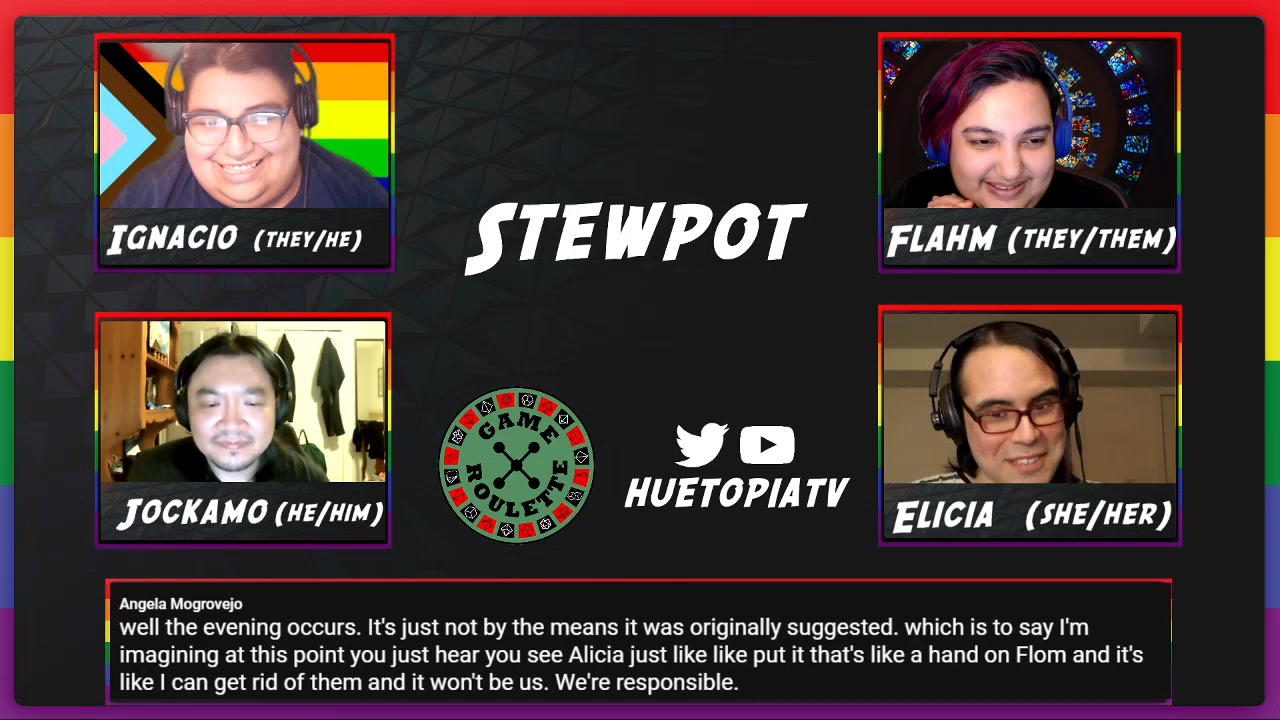 IGNACIO (THEY/HE)
STEWPOT
FLAHM (THEY/THEM)
JOCKAMO (HE/HIM)
GAME
ROULETTE
HUETOPIATV
ELICIA (SHE/HER)
Angela Mogrovejo
well the evening occurs. It's just not by the means it was originally suggested. which is to say I'm
imagining at this point you just hear you see Alicia just like like put it that's like a hand on Flom and it's
like I can get rid of them and it won't be us. We're responsible.